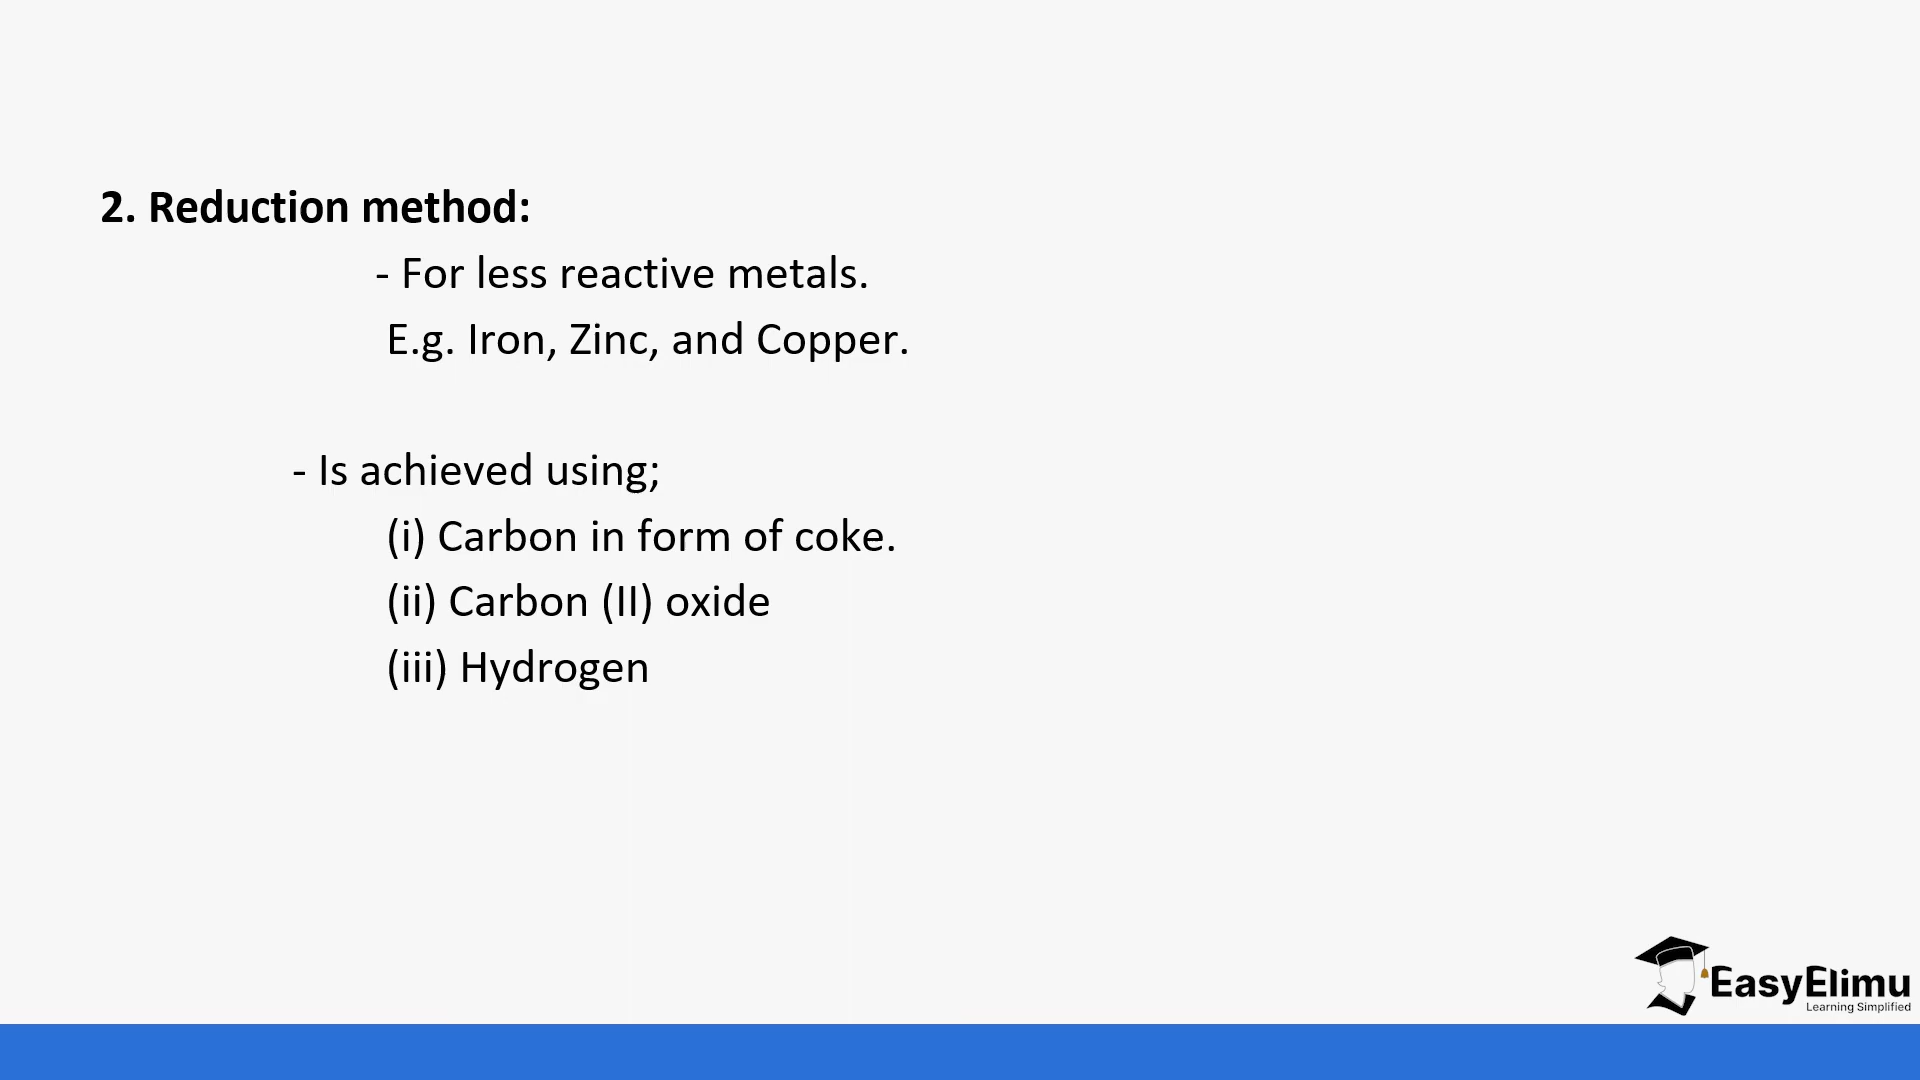 2. Reduction method:
- For less reactive metals.
E.g. Iron, Zinc, and Copper.
- Is achieved using;
(i) Carbon in form of coke.
(ii) Carbon (II) oxide
(iii) Hydrogen
EasyElimu
Learning Simplified